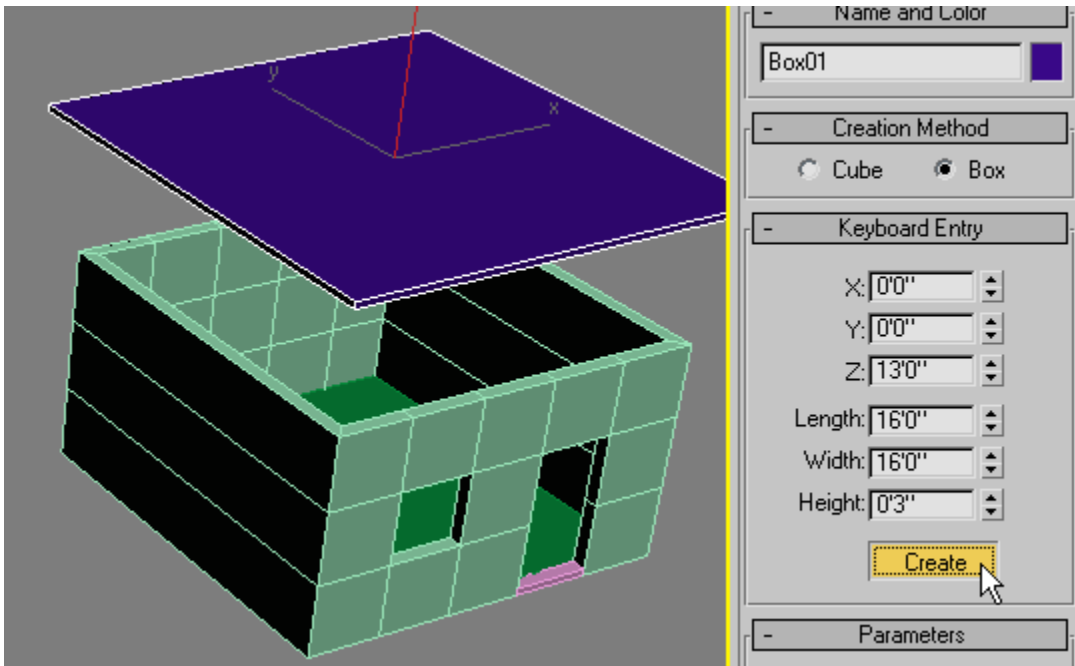 Name and Color
Box01
Creation Method
Cube Box
Keyboard Entry
X: 0'0"
Y: 0'0"
Z: 13'0"
Length: 16'0"
Width: 16'0"
Height: 0'3"
Create
Parameters
y
x